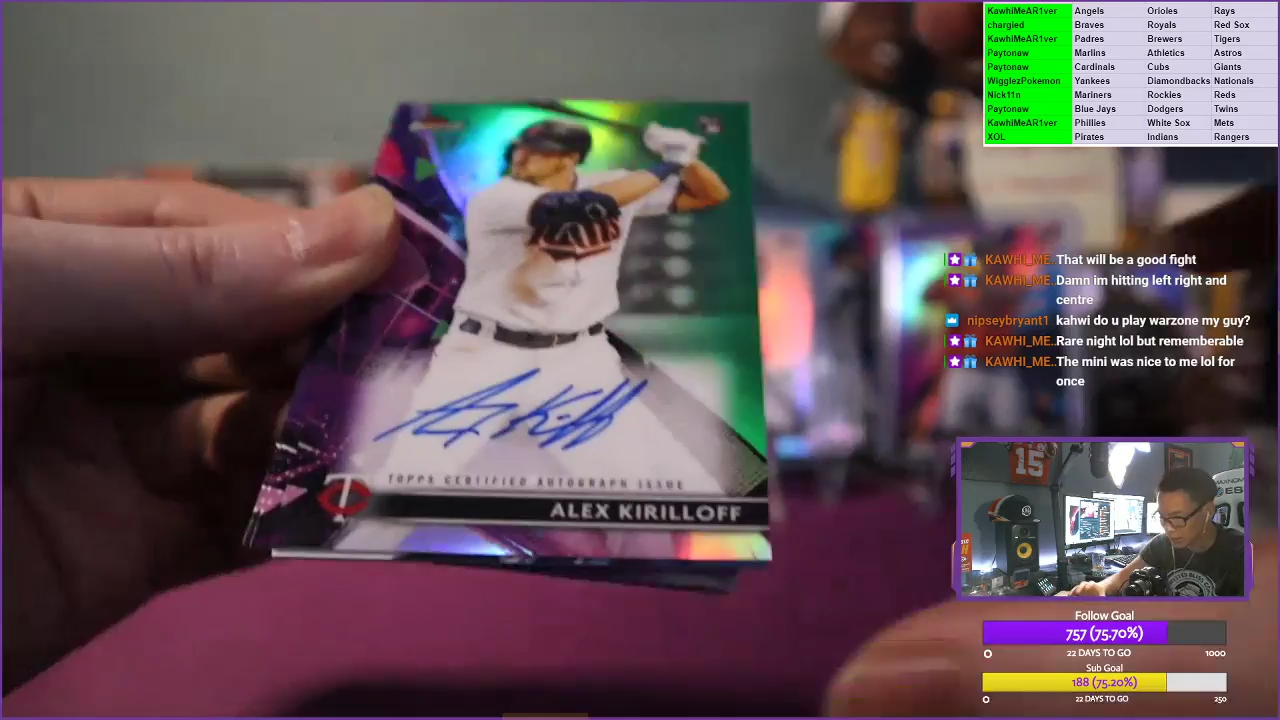 KawhiMeAR1ver Angels Orioles Rays
chargled Braves Royals Red Sox
KawhiMeAR1ver Padres Brewers Tigers
Paytonaw Marlins Athletics Astros
Paytonaw Cardinals Cubs Giants
WigglezPokemon Yankees Diamondbacks Nationals
Nick11n Mariners Rockies Reds
Paytonaw Blue Jays Dodgers Twins
KawhiMeAR1ver Phillies White Sox Mets
XOL Pirates Indians Rangers
KAWHI_ME.. That will be a good fight
KAWHI_ME.. Damn im hitting left right and
centre
nipseybryant1 kahwi do u play warzone my guy?
KAWHI_ME.. Rare night lol but rememberable
KAWHI_ME.. The mini was nice to me lol for
once
TOPPS CERTIFIED AUTOGRAPH ISSUE
ALEX KIRILLOFF
15
Follow Goal
757 (75.70%)
0 22 DAYS TO GO 1000
Sub Goal
188 (75.20%)
0 22 DAYS TO GO 250